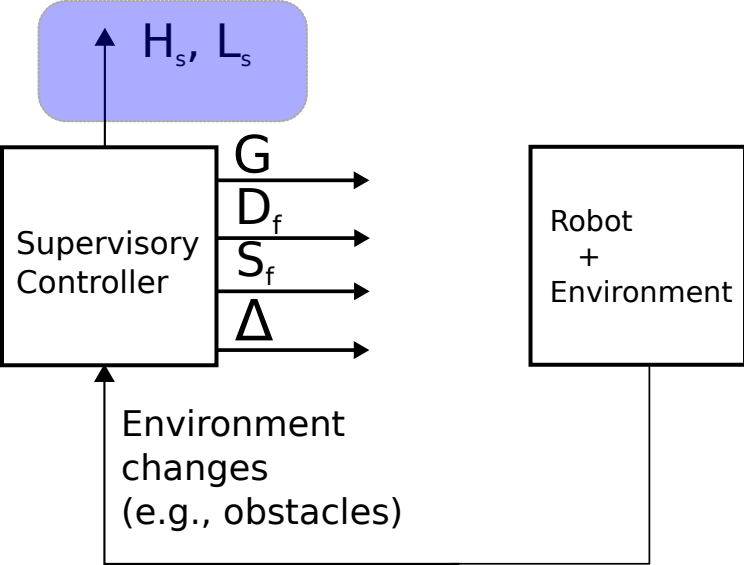 Hs, Ls
G
Df
Sf
Δ
Supervisory
Controller
Robot
+
Environment
Environment
changes
(e.g., obstacles)